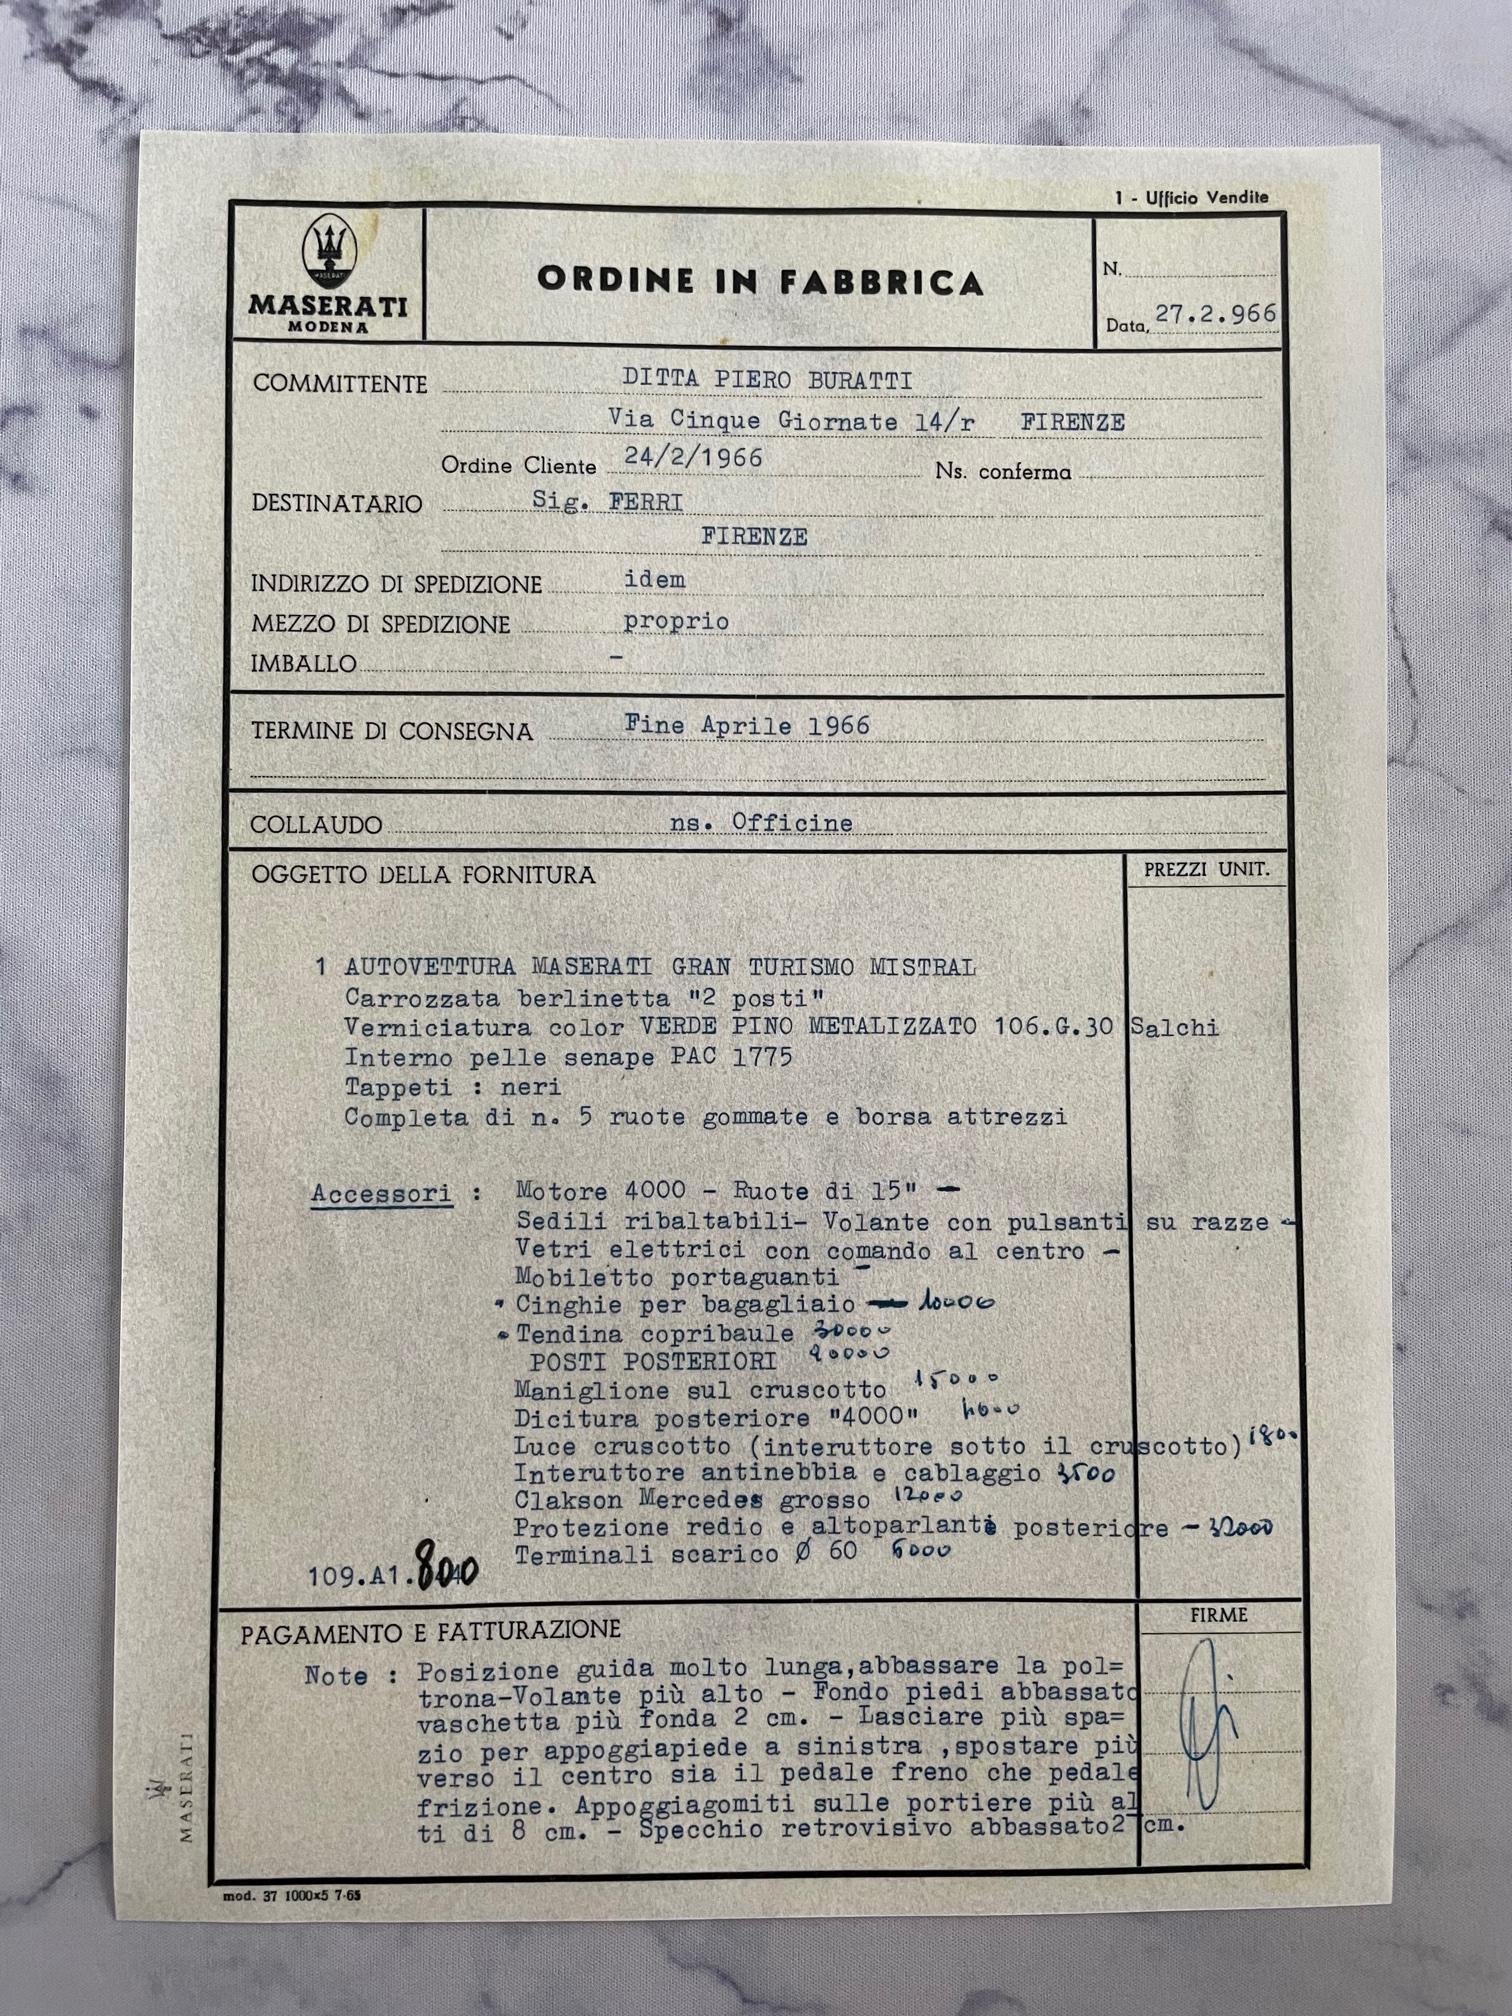 1 - Ufficio Vendite
MASERATI
MASERATI
MODENA
ORDINE IN FABBRICA
N.
Data, 27.2.966
COMMITTENTE DITTA PIERO BURATTI
Via Cinque Giornate 14/r FIRENZE
Ordine Cliente 24/2/1966 Ns. conferma
DESTINATARIO Sig. FERRI
FIRENZE
INDIRIZZO DI SPEDIZIONE idem
MEZZO DI SPEDIZIONE proprio
IMBALLO -
TERMINE DI CONSEGNA Fine Aprile 1966
COLLAUDO ns. Officine
OGGETTO DELLA FORNITURA PREZZI UNIT.
1 AUTOVETTURA MASERATI GRAN TURISMO MISTRAL
Carrozzata berlinetta "2 posti"
Verniciatura color VERDE PINO METALIZZATO 106.G.30 Salchi
Interno pelle senape PAC 1775
Tappeti : neri
Completa di n. 5 ruote gommate e borsa attrezzi
Accessori : Motore 4000 - Ruote di 15" -
Sedili ribaltabili- Volante con pulsanti su razze -
Vetri elettrici con comando al centro -
Mobiletto portaguanti -
Cinghie per bagagliaio - 10000
Tendina copribaule 30000
POSTI POSTERIORI 20000
Maniglione sul cruscotto 15000
Dicitura posteriore "4000"
Luce cruscotto (interuttore sotto il cruscotto) 1800
Interuttore antinebbia e cablaggio 3500
Clakson Mercedes grosso 12000
Protezione redio e altoparlante posteriore - 32000
Terminali scarico Ø 60 6000
109.A1.800
PAGAMENTO E FATTURAZIONE FIRME
Note : Posizione guida molto lunga,abbassare la pol=
trona-Volante più alto - Fondo piedi abbassato
vaschetta più fonda 2 cm. - Lasciare più spa=
zio per appoggiapiede a sinistra ,spostare più
verso il centro sia il pedale freno che pedale
frizione. Appoggiagomiti sulle portiere più al
ti di 8 cm. - Specchio retrovisivo abbassato2 cm.
MASERATI
mod. 37 1000x5 7-65